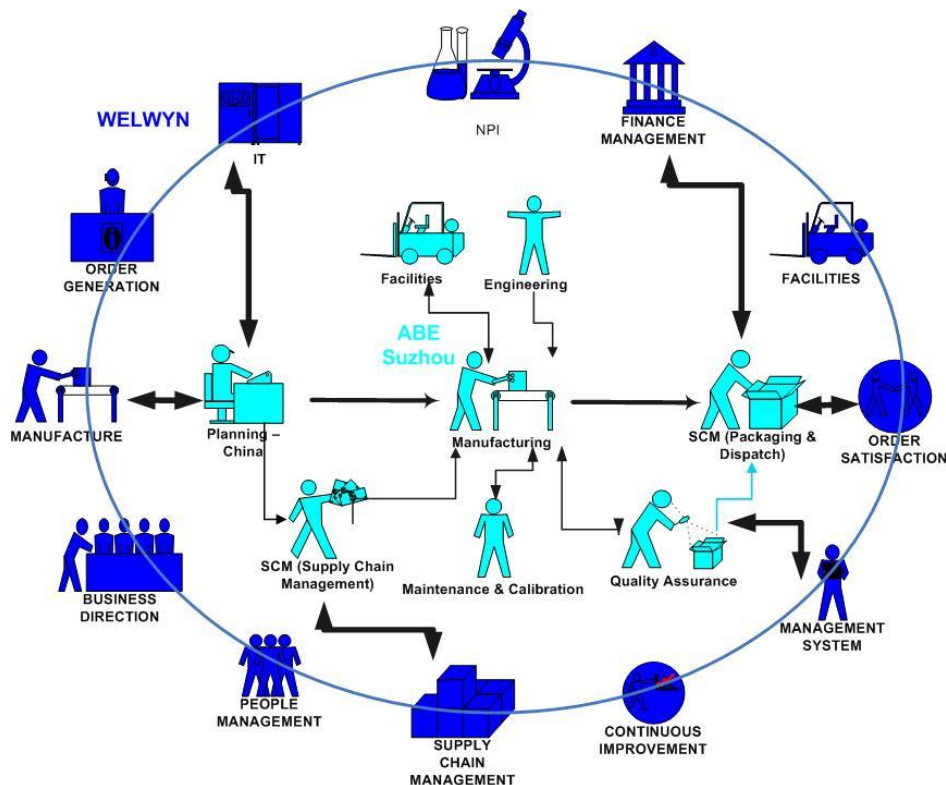 WELWYN
IT
NPI
FINANCE
MANAGEMENT
ORDER
GENERATION
Facilities
Engineering
FACILITIES
ABE
Suzhou
MANUFACTURE
Planning –
China
Manufacturing
SCM (Packaging &
Dispatch)
ORDER
SATISFACTION
SCM (Supply Chain
Management)
Maintenance & Calibration
Quality Assurance
BUSINESS
DIRECTION
MANAGEMENT
SYSTEM
PEOPLE
MANAGEMENT
SUPPLY
CHAIN
MANAGEMENT
CONTINUOUS
IMPROVEMENT